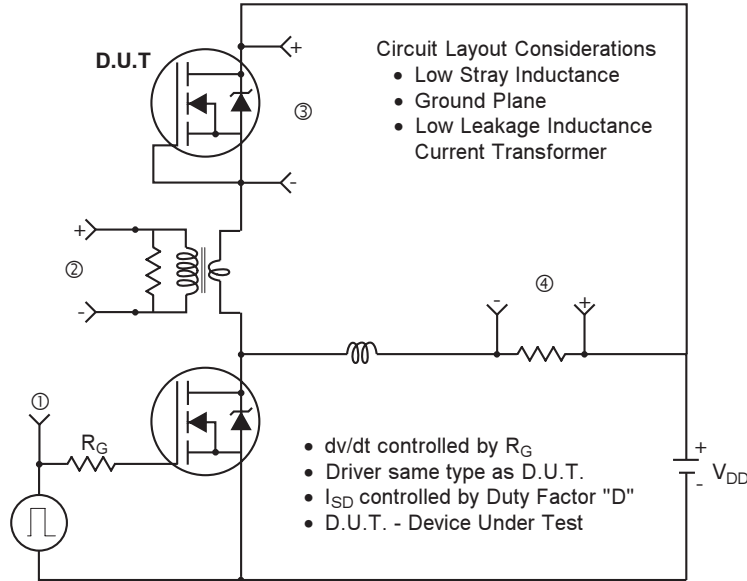 D.U.T
+
Circuit Layout Considerations
• Low Stray Inductance
• Ground Plane
• Low Leakage Inductance
Current Transformer
③
-
+
②
-
④
-
+
①
R_G
• dv/dt controlled by R_G
• Driver same type as D.U.T.
• I_SD controlled by Duty Factor "D"
• D.U.T. - Device Under Test
+
V_DD
-